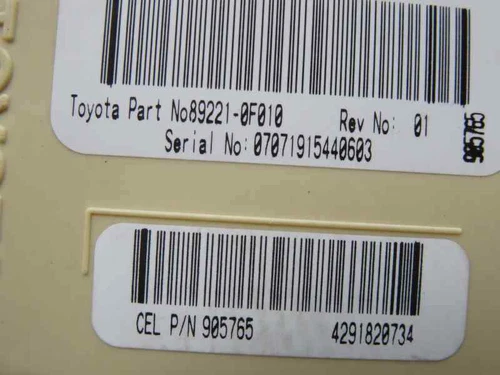 Toyota Part No89221-0F010 Rev No: 01
Serial No:07071915440603
905765
CEL P/N 905765 4291820734